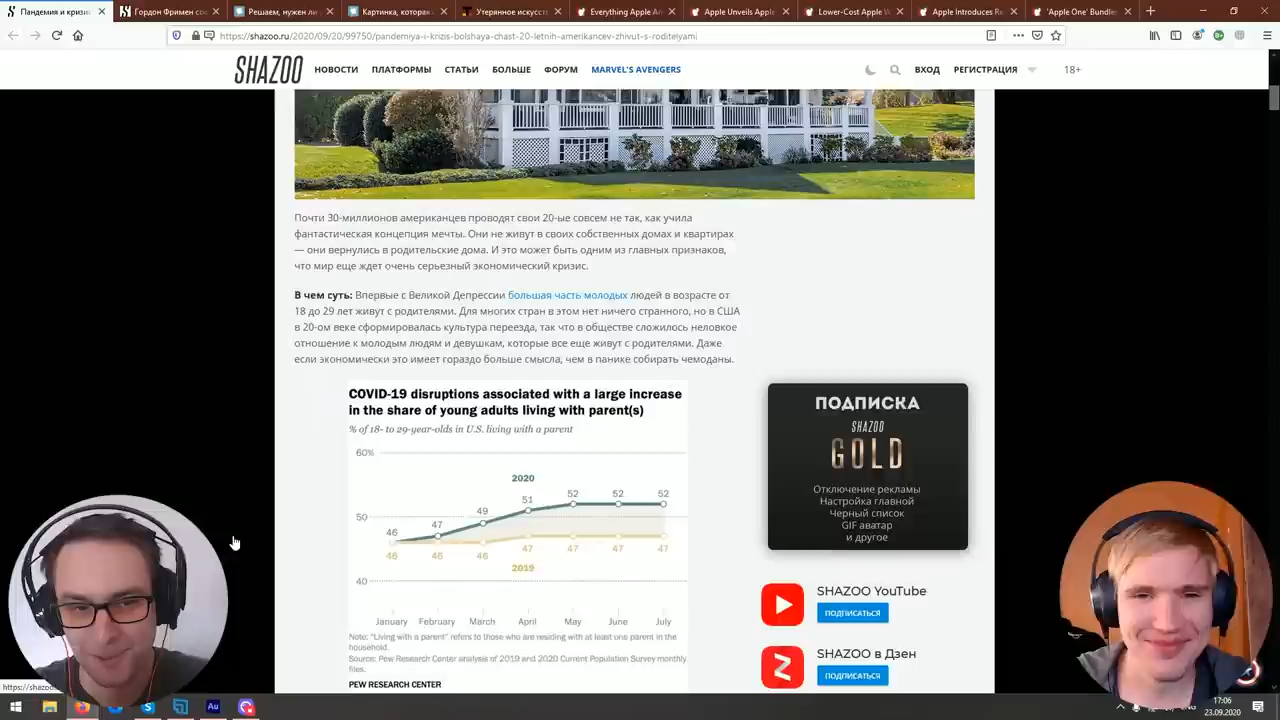 Пандемия и кризис
Гордон Фримен сос
Решаем, нужен ли
Картинка, которая
Утерянное искусст
Everything Apple An
Apple Unveils Apple
Lower-Cost Apple W
Apple Introduces Re
'Apple One' Bundle
https://shazoo.ru/2020/09/20/99750/pandemiya-i-krizis-bolshaya-chast-20-letnih-amerikancev-zhivut-s-roditelyami
SHAZOO НОВОСТИ ПЛАТФОРМЫ СТАТЬИ БОЛЬШЕ ФОРУМ MARVEL'S AVENGERS ВХОД РЕГИСТРАЦИЯ 18+
Почти 30-миллионов американцев проводят свои 20-ые совсем не так, как учила
фантастическая концепция мечты. Они не живут в своих собственных домах и квартирах
— они вернулись в родительские дома. И это может быть одним из главных признаков,
что мир еще ждет очень серьезный экономический кризис.
В чем суть: Впервые с Великой Депрессии большая часть молодых людей в возрасте от
18 до 29 лет живут с родителями. Для многих стран в этом нет ничего странного, но в США
в 20-ом веке сформировалась культура переезда, так что в обществе сложилось неловкое
отношение к молодым людям и девушкам, которые все еще живут с родителями. Даже
если экономически это имеет гораздо больше смысла, чем в панике собирать чемоданы.
COVID-19 disruptions associated with a large increase
in the share of young adults living with parent(s)
% of 18- to 29-year-olds in U.S. living with a parent
60%
2020
46 47 49 51 52 52 52
50
46 46 46 47 47 47 47
2019
40
January February March April May June July
Note: "Living with a parent" refers to those who are residing with at least one parent in the
household.
Source: Pew Research Center analysis of 2019 and 2020 Current Population Survey monthly
files.
PEW RESEARCH CENTER
ПОДПИСКА
SHAZOO
GOLD
Отключение рекламы
Настройка главной
Черный список
GIF аватар
и другое
SHAZOO YouTube
ПОДПИСАТЬСЯ
SHAZOO в Дзен
ПОДПИСАТЬСЯ
https://shazoo
Au
17:06
23.09.2020